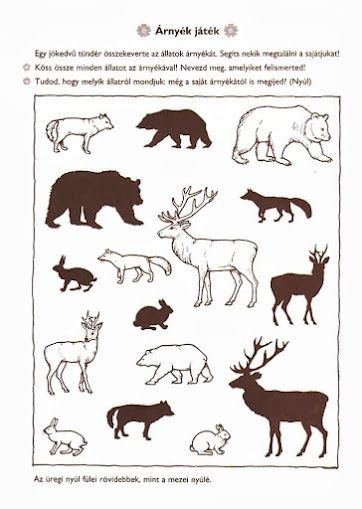 Árnyék játék
Egy jókedvű tündér összekeverte az állatok árnyékát. Segíts nekik megtalálni a sajátjukat!
Köss össze minden állatot az árnyékával! Nevezd meg, amelyiket felismerted!
Tudod, hogy melyik állatról mondjuk: még a saját árnyékától is megijed? (Nyúl)
Az üregi nyúl fülei rövidebbek, mint a mezei nyúlé.